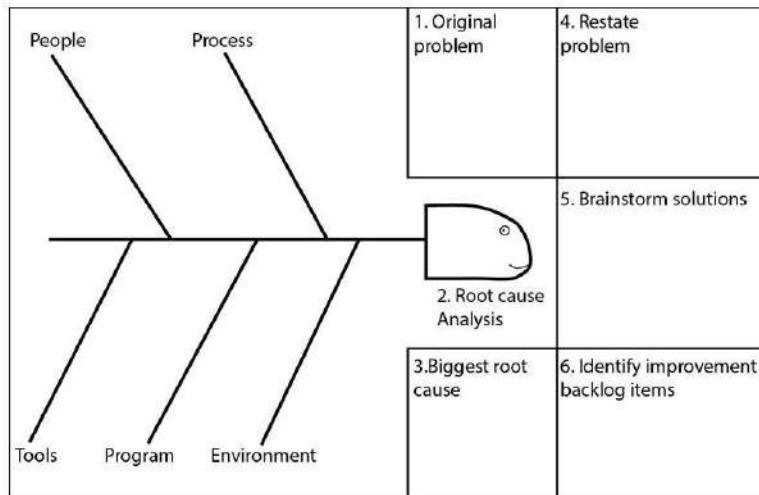 People
Process
Tools
Program
Environment
1. Original
problem
2. Root cause
Analysis
3.Biggest root
cause
4. Restate
problem
5. Brainstorm solutions
6. Identify improvement
backlog items